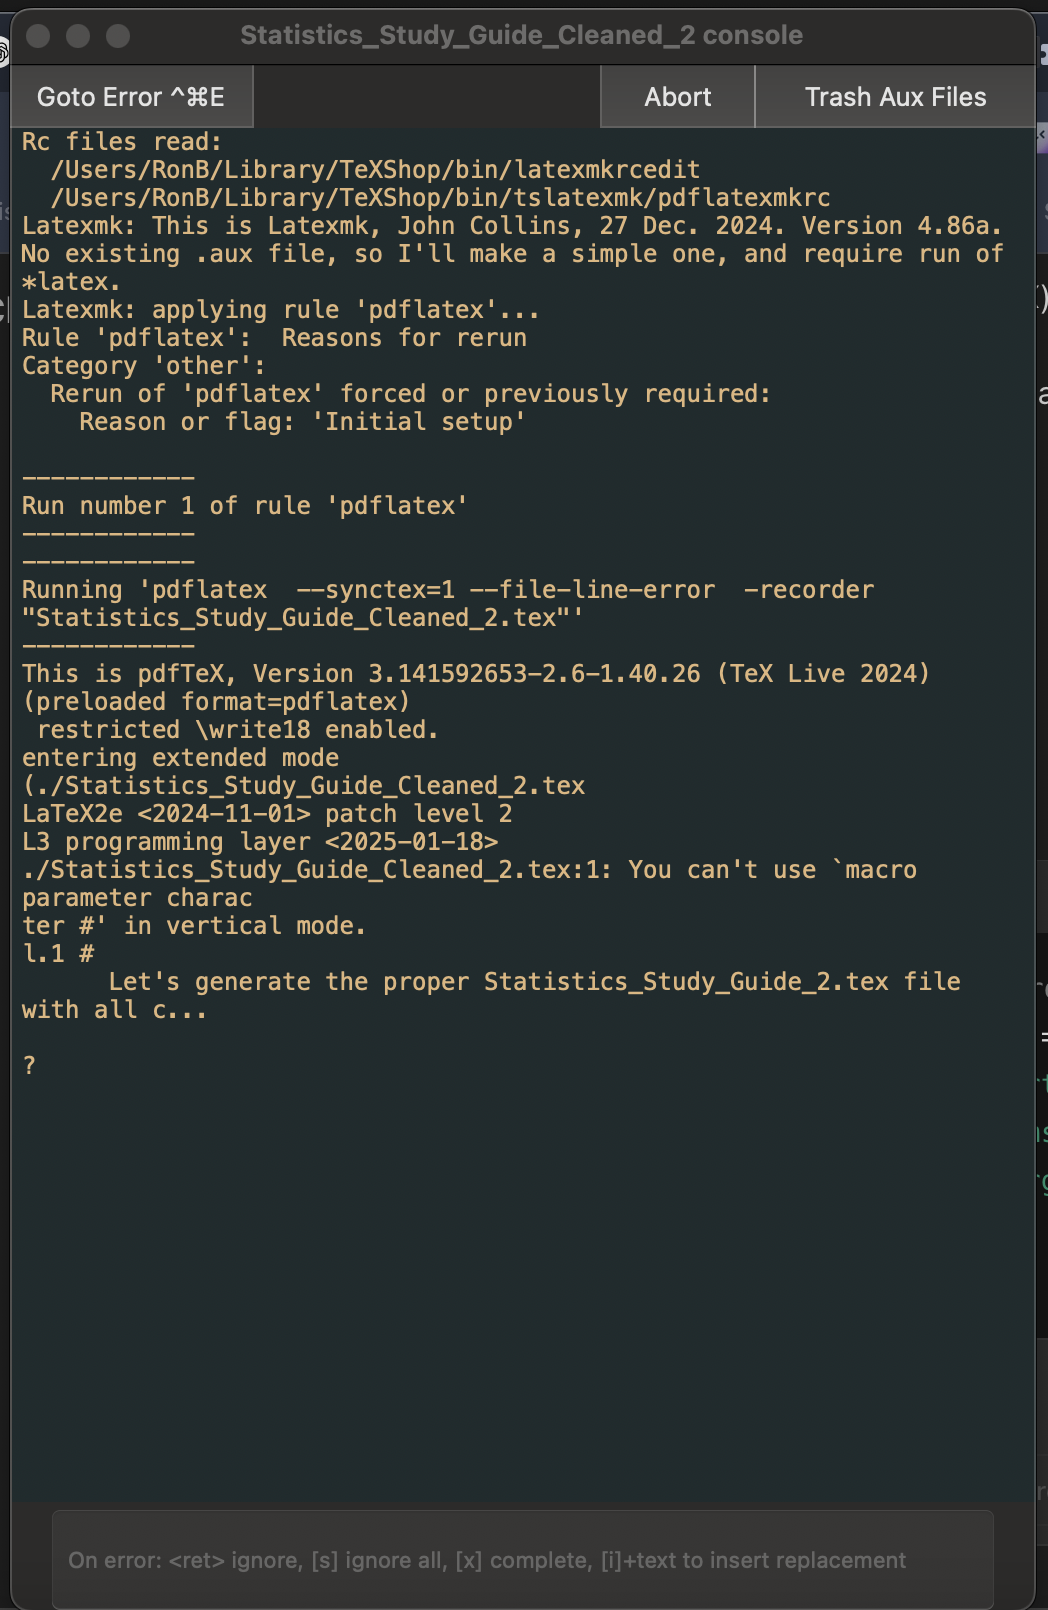 Statistics_Study_Guide_Cleaned_2 console
Goto Error ^⌘E
Abort
Trash Aux Files
Rc files read:
  /Users/RonB/Library/TeXShop/bin/latexmkrcedit
  /Users/RonB/Library/TeXShop/bin/tslatexmk/pdflatexmkrc
Latexmk: This is Latexmk, John Collins, 27 Dec. 2024. Version 4.86a.
No existing .aux file, so I'll make a simple one, and require run of
*latex.
Latexmk: applying rule 'pdflatex'...
Rule 'pdflatex':  Reasons for rerun
Category 'other':
  Rerun of 'pdflatex' forced or previously required:
    Reason or flag: 'Initial setup'
------------
Run number 1 of rule 'pdflatex'
------------
------------
Running 'pdflatex  --synctex=1 --file-line-error  -recorder
"Statistics_Study_Guide_Cleaned_2.tex"'
------------
This is pdfTeX, Version 3.141592653-2.6-1.40.26 (TeX Live 2024)
(preloaded format=pdflatex)
 restricted \write18 enabled.
entering extended mode
(./Statistics_Study_Guide_Cleaned_2.tex
LaTeX2e <2024-11-01> patch level 2
L3 programming layer <2025-01-18>
./Statistics_Study_Guide_Cleaned_2.tex:1: You can't use `macro
parameter charac
ter #' in vertical mode.
l.1 #
      Let's generate the proper Statistics_Study_Guide_2.tex file
with all c...
?
On error: <ret> ignore, [s] ignore all, [x] complete, [i]+text to insert replacement